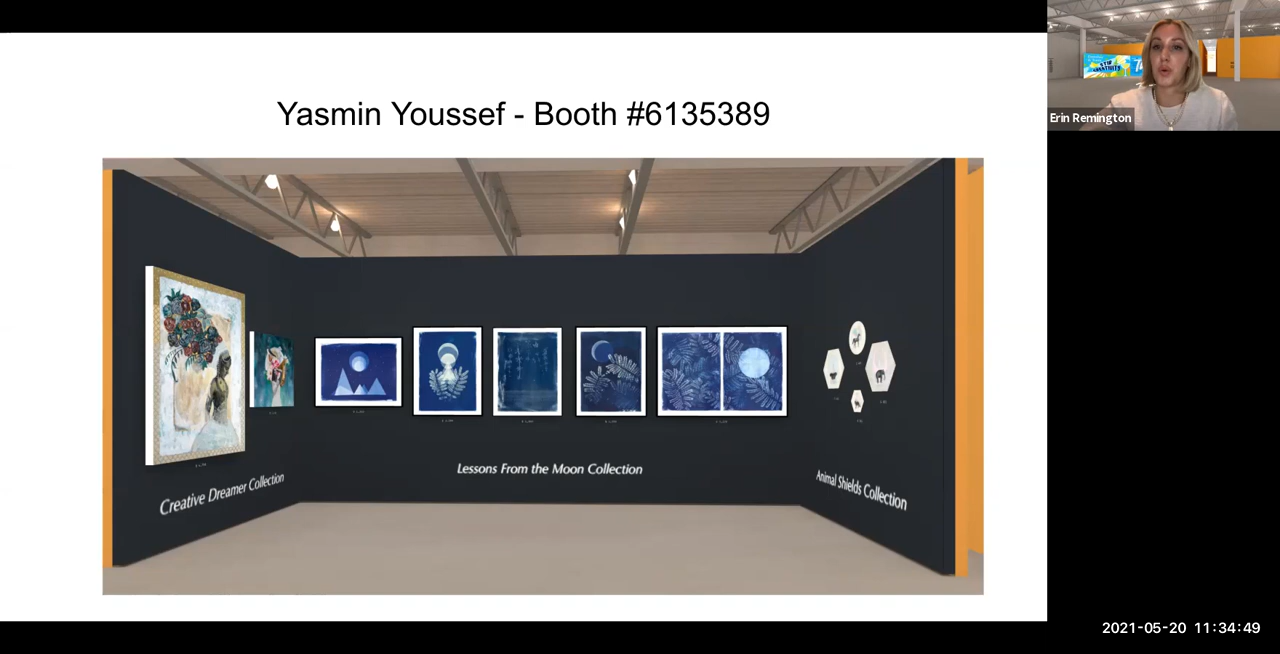 Yasmin Youssef - Booth #6135389
Erin Remington
Creative Dreamer Collection
Lessons From the Moon Collection
Animal Shields Collection
2021-05-20 11:34:49